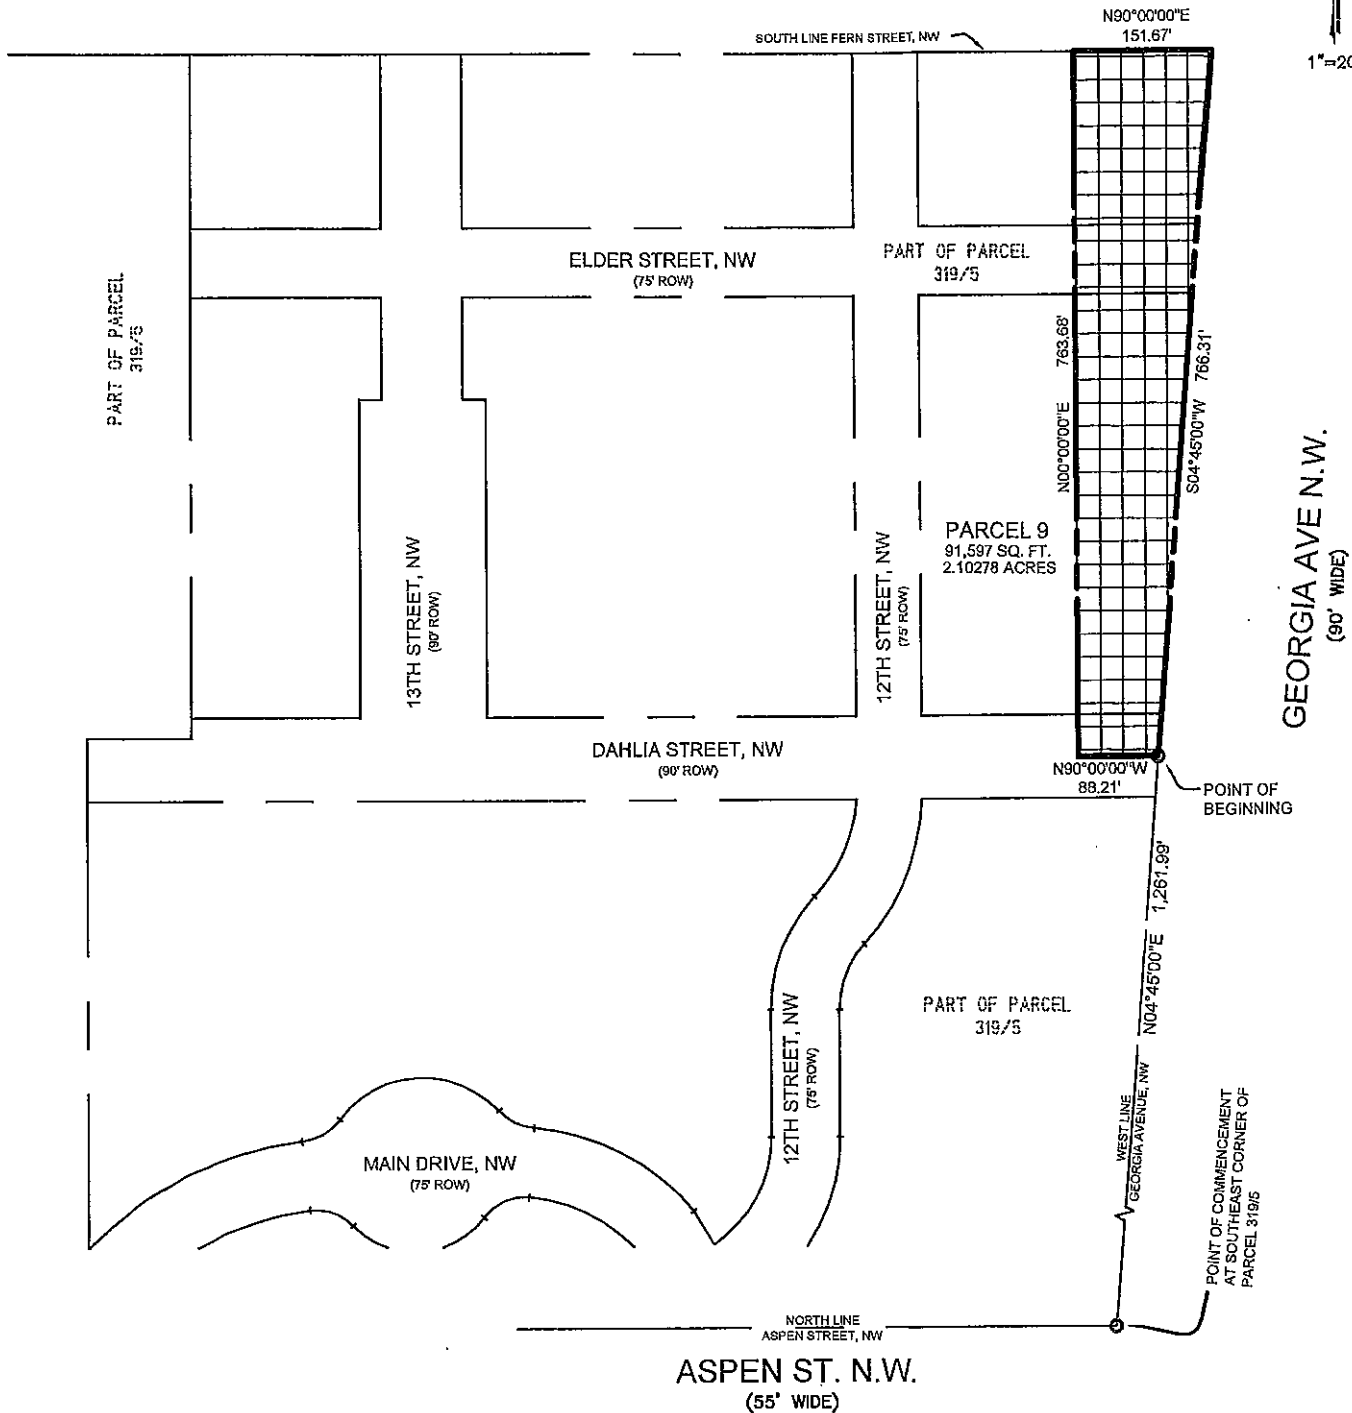 N90°00'00"E
151.67'
SOUTH LINE FERN STREET, NW
1"=20
ELDER STREET, NW
(75' ROW)
PART OF PARCEL
319/5
PART OF PARCEL
319/5
N00°00'00"E
763.68'
S04°45'00"W
766.31'
GEORGIA AVE N.W.
(90' WIDE)
PARCEL 9
91,597 SQ. FT.
2.10278 ACRES
13TH STREET, NW
(90' ROW)
12TH STREET, NW
(75' ROW)
DAHLIA STREET, NW
(90' ROW)
N90°00'00"W
88.21'
POINT OF
BEGINNING
N04°45'00"E 1,261.99'
PART OF PARCEL
319/5
12TH STREET, NW
(75' ROW)
MAIN DRIVE, NW
(75' ROW)
WEST LINE
GEORGIA AVENUE, NW
POINT OF COMMENCEMENT
AT SOUTHEAST CORNER OF
PARCEL 319/5
NORTH LINE
ASPEN STREET, NW
ASPEN ST. N.W.
(55' WIDE)